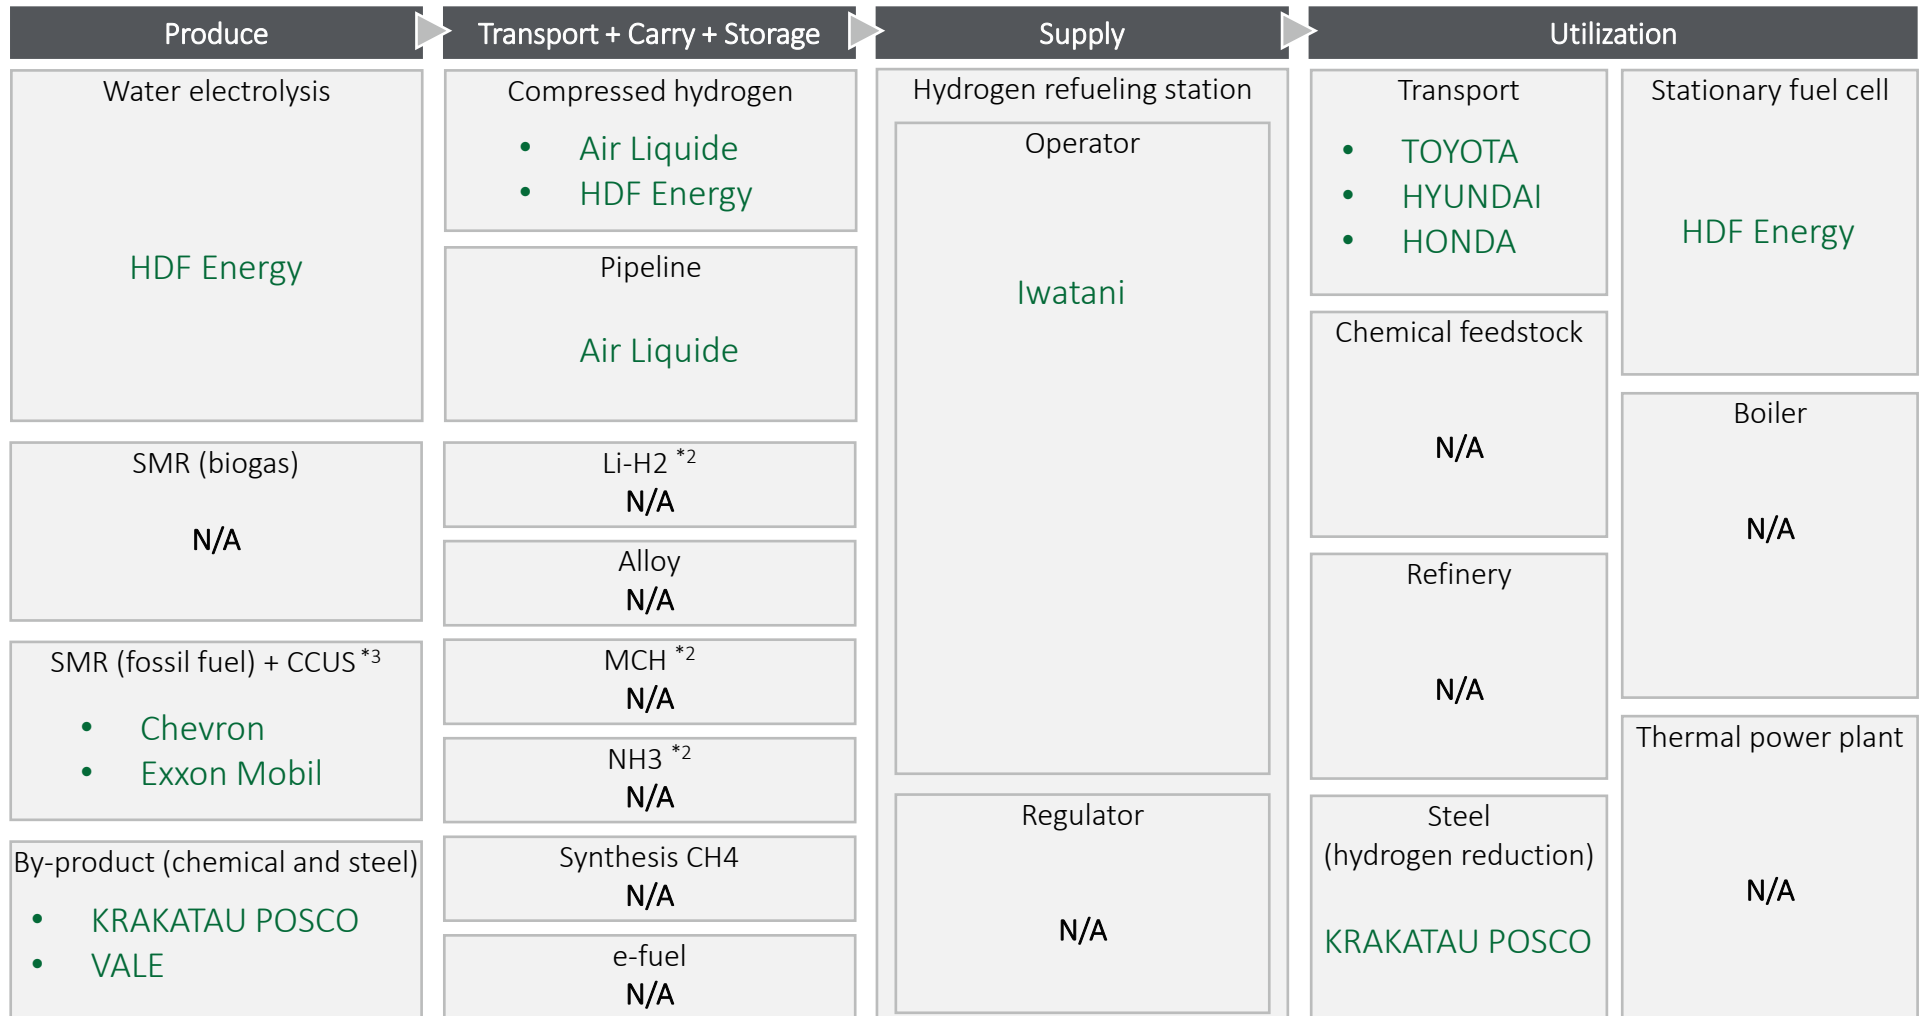 Produce
Transport + Carry + Storage
Supply
Utilization
Water electrolysis
HDF Energy
SMR (biogas)
N/A
SMR (fossil fuel) + CCUS *3
• Chevron
• Exxon Mobil
By-product (chemical and steel)
• KRAKATAU POSCO
• VALE
Compressed hydrogen
• Air Liquide
• HDF Energy
Pipeline
Air Liquide
Li-H2 *2
N/A
Alloy
N/A
MCH *2
N/A
NH3 *2
N/A
Synthesis CH4
N/A
e-fuel
N/A
Hydrogen refueling station
Operator
Iwatani
Regulator
N/A
Transport
• TOYOTA
• HYUNDAI
• HONDA
Chemical feedstock
N/A
Refinery
N/A
Steel
(hydrogen reduction)
KRAKATAU POSCO
Stationary fuel cell
HDF Energy
Boiler
N/A
Thermal power plant
N/A